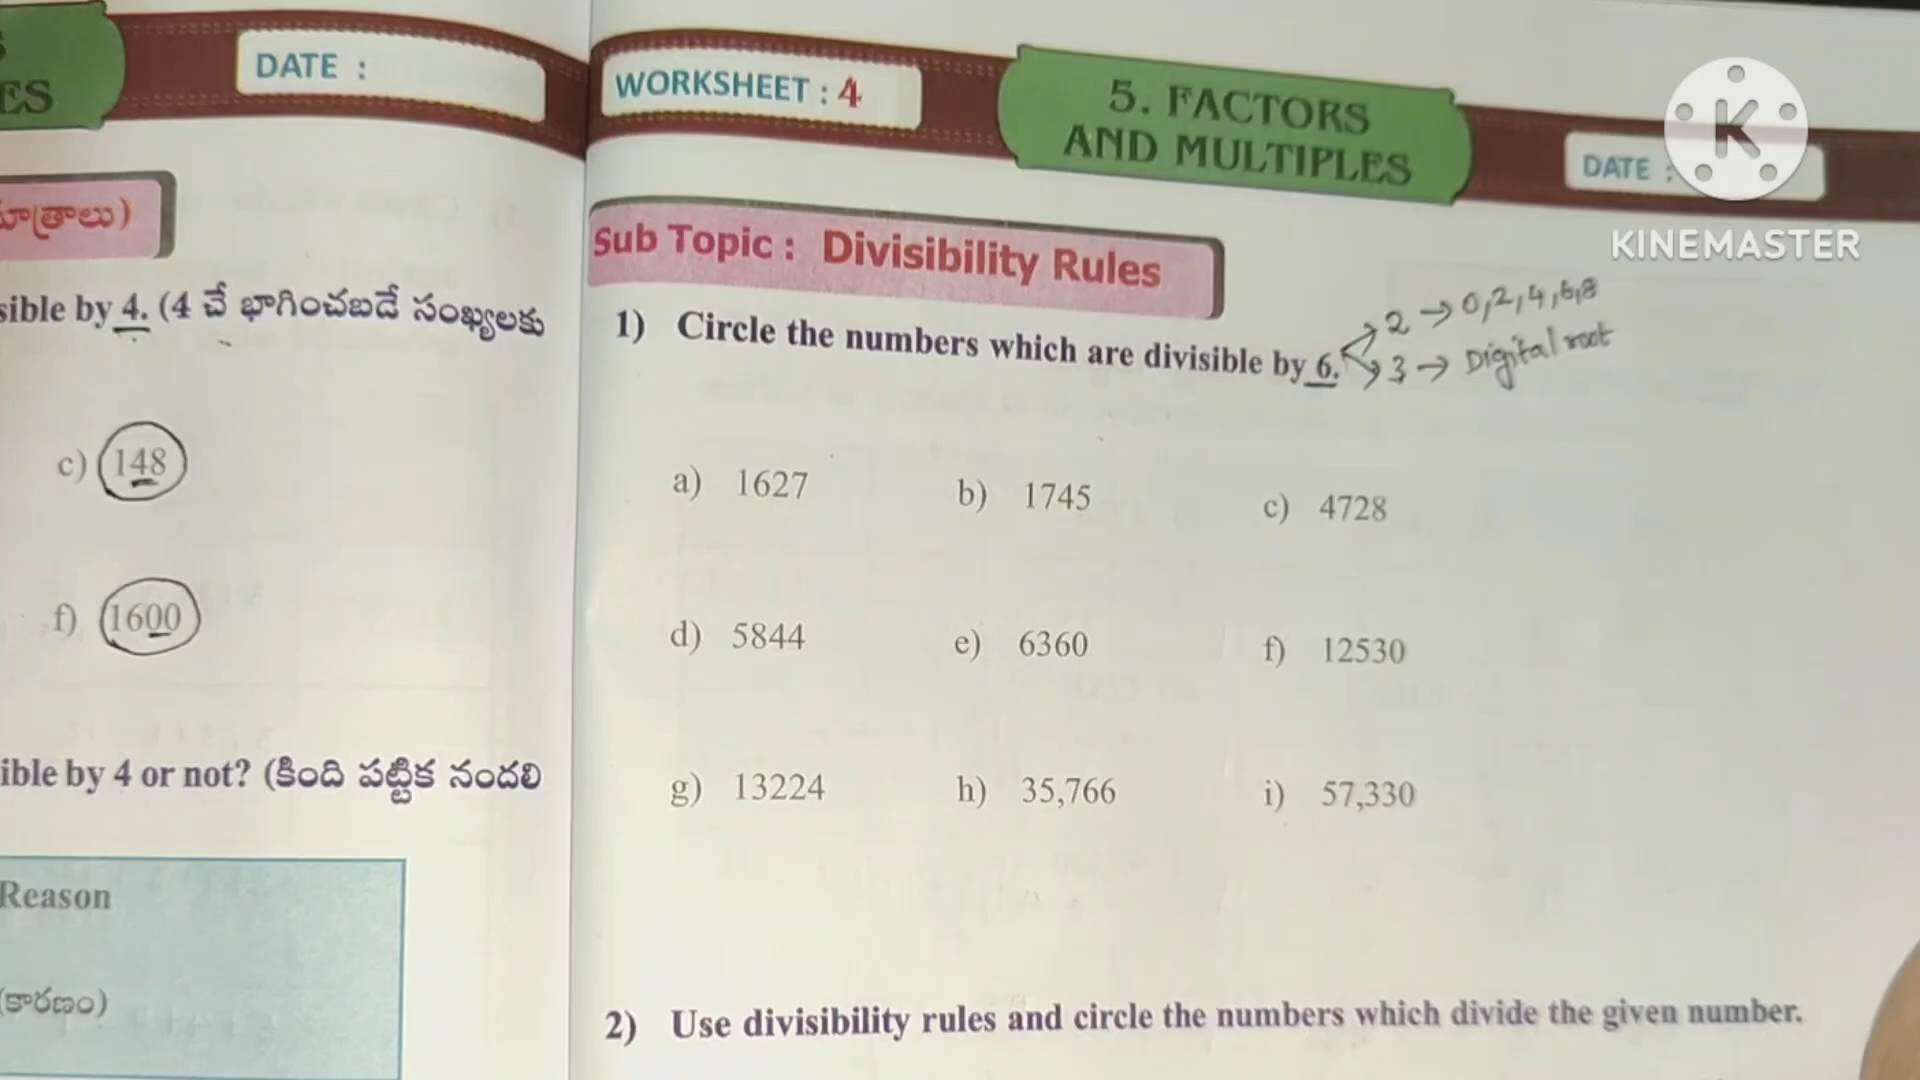 ES
DATE :
మాత్రాలు)
sible by 4. (4 చే భాగించబడే సంఖ్యలకు
c) 148
f) 1600
ible by 4 or not? (కింది పట్టిక నందలి
Reason
(కారణం)
WORKSHEET : 4
5. FACTORS
AND MULTIPLES
DATE :
K
KINEMASTER
Sub Topic : Divisibility Rules
1) Circle the numbers which are divisible by 6.
2 → 0,2,4,6,8
3 → Digital root
a) 1627 b) 1745 c) 4728
d) 5844 e) 6360 f) 12530
g) 13224 h) 35,766 i) 57,330
2) Use divisibility rules and circle the numbers which divide the given number.